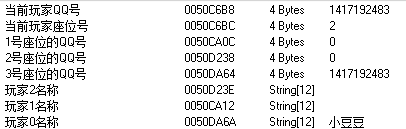 当前玩家QQ号 0050C6B8 4 Bytes 1417192483
当前玩家座位号 0050C6BC 4 Bytes 2
1号座位的QQ号 0050CA0C 4 Bytes 0
2号座位的QQ号 0050D238 4 Bytes 0
3号座位的QQ号 0050DA64 4 Bytes 1417192483
玩家2名称 0050D23E String[12]
玩家1名称 0050CA12 String[12]
玩家0名称 0050DA6A String[12] 小豆豆